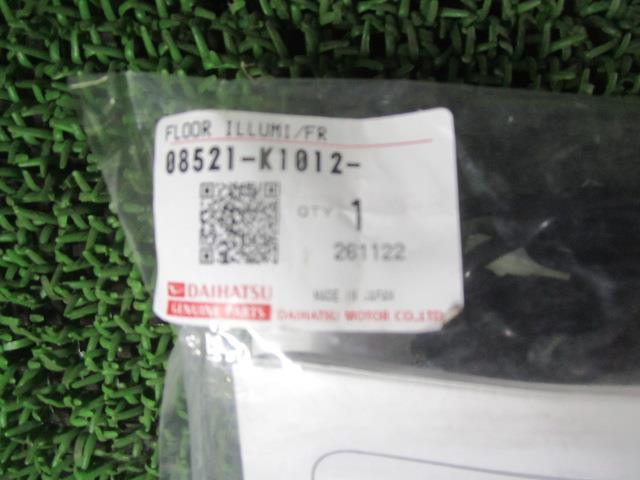 FLOOR ILLUMI/FR
08521-K1012-
QTY 1
261122
DAIHATSU MADE IN JAPAN
GENUINE PARTS DAIHATSU MOTOR CO.,LTD.